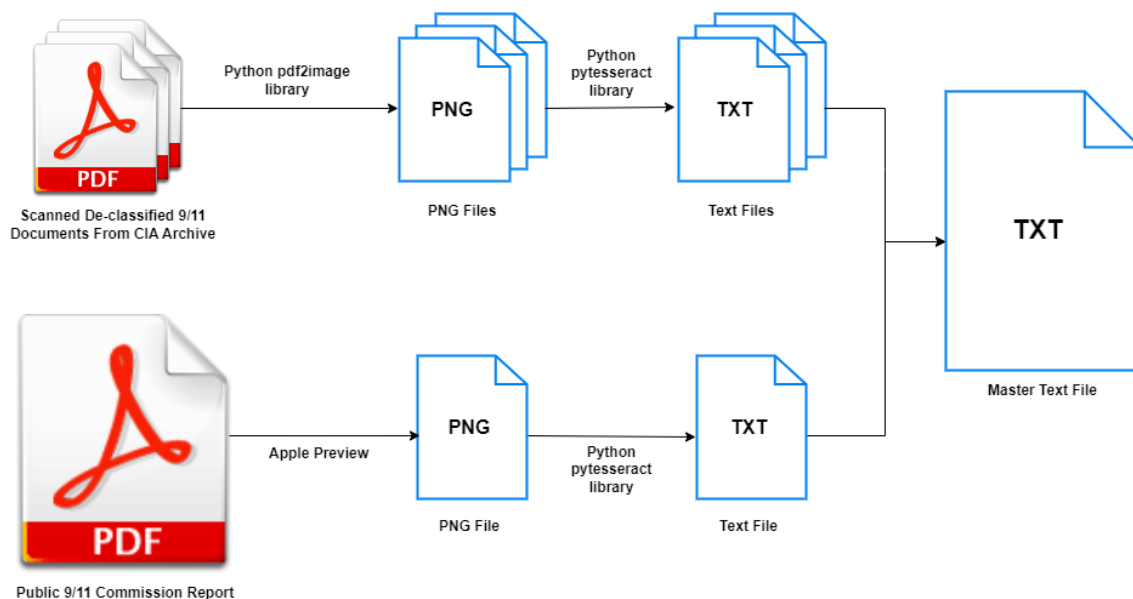 Python pdf2image
library
Python
pytesseract
library
PDF
PNG
TXT
Scanned De-classified 9/11
Documents From CIA Archive
PNG Files
Text Files
TXT
Master Text File
PDF
Apple Preview
PNG
Python
pytesseract
library
TXT
PNG File
Text File
Public 9/11 Commission Report